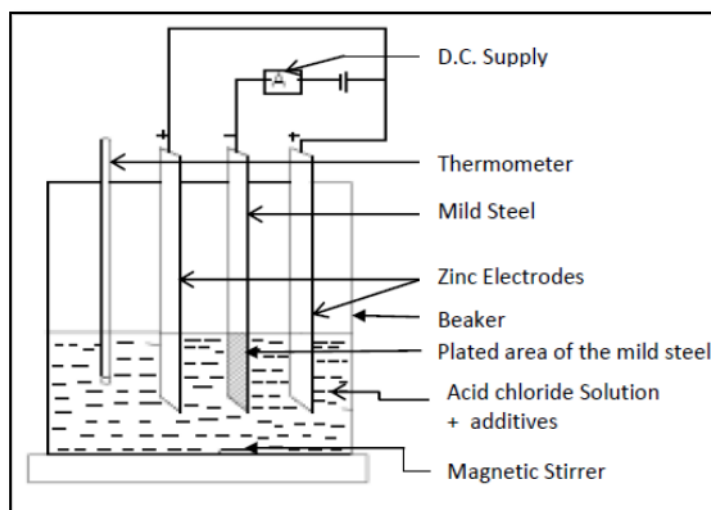 D.C. Supply
A
+
−
+
Thermometer
Mild Steel
Zinc Electrodes
Beaker
Plated area of the mild steel
Acid chloride Solution
+ additives
Magnetic Stirrer